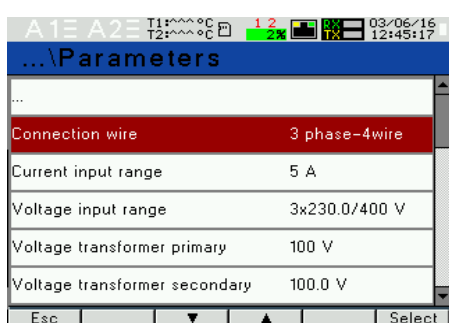 A1Ξ A2Ξ T1:^^^ °C 1 2 RX 03/06/16
T2:^^^ °C 2% TX 12:45:17
...\Parameters
...
Connection wire 3 phase-4wire
Current input range 5 A
Voltage input range 3x230.0/400 V
Voltage transformer primary 100 V
Voltage transformer secondary 100.0 V
Esc ▼ ▲ Select